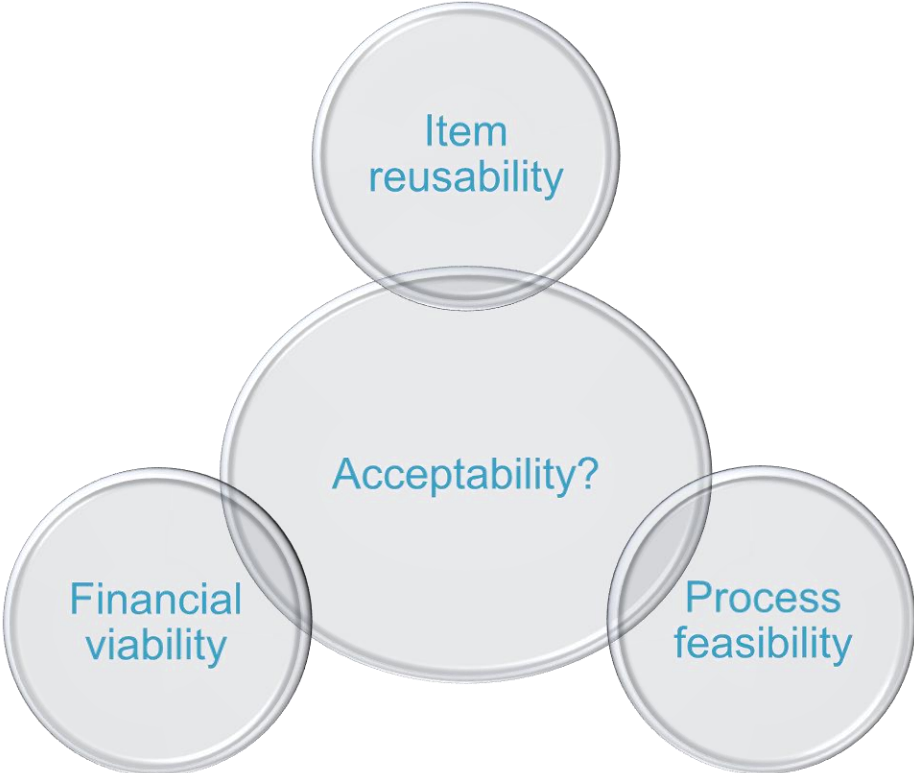 Item
reusability
Acceptability?
Financial
viability
Process
feasibility